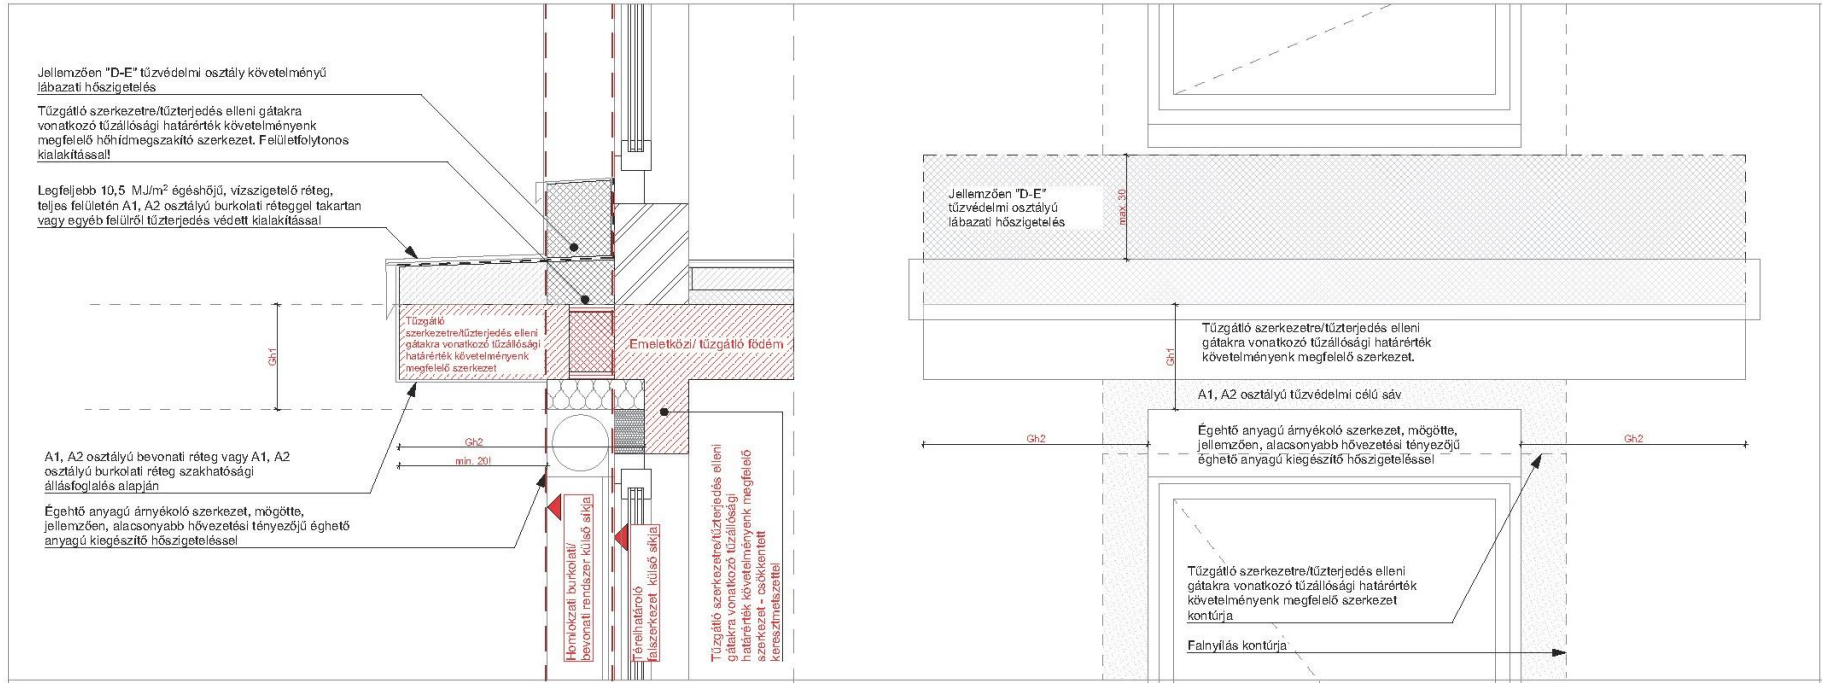 Jellemzően "D-E" tűzvédelmi osztály követelményű
lábazati hőszigetelés
Tűzgátló szerkezetre/tűzterjedés elleni gátakra
vonatkozó tűzállósági határérték követelményenk
megfelelő hőhídmegszakító szerkezet. Felületfolytonos
kialakítással!
Legfeljebb 10,5 MJ/m² égéshőjű, vízszigetelő réteg,
teljes felületén A1, A2 osztályú burkolati réteggel takartan
vagy egyéb felülről tűzterjedés védett kialakítással
Gh1
Tűzgátló
szerkezetre/tűzterjedés elleni
gátakra vonatkozó tűzállósági
határérték követelményenk
megfelelő szerkezet
Emeletközi/ tűzgátló födém
Gh2
min. 20!
A1, A2 osztályú bevonati réteg vagy A1, A2
osztályú burkolati réteg szakhatósági
állásfoglalés alapján
Égehtő anyagú árnyékoló szerkezet, mögötte,
jellemzően, alacsonyabb hővezetési tényezőjű éghető
anyagú kiegészítő hőszigeteléssel
Homlokzati burkolati/
bevonati rendszer külső síkja
Térelhatároló
falszerkezet külső síkja
Tűzgátló szerkezetre/tűzterjedés elleni
gátakra vonatkozó tűzállósági
határérték követelményenk megfelelő
szerkezet - csökkentett
keresztmetszettel
Jellemzően "D-E"
tűzvédelmi osztályú
lábazati hőszigetelés
max. 30
Tűzgátló szerkezetre/tűzterjedés elleni
gátakra vonatkozó tűzállósági határérték
követelményenk megfelelő szerkezet.
Gh1
A1, A2 osztályú tűzvédelmi célú sáv
Égehtő anyagú árnyékoló szerkezet, mögötte,
jellemzően, alacsonyabb hővezetési tényezőjű
éghető anyagú kiegészítő hőszigeteléssel
Gh2
Gh2
Tűzgátló szerkezetre/tűzterjedés elleni
gátakra vonatkozó tűzállósági határérték
követelményenk megfelelő szerkezet
kontúrja
Falnyílás kontúrja